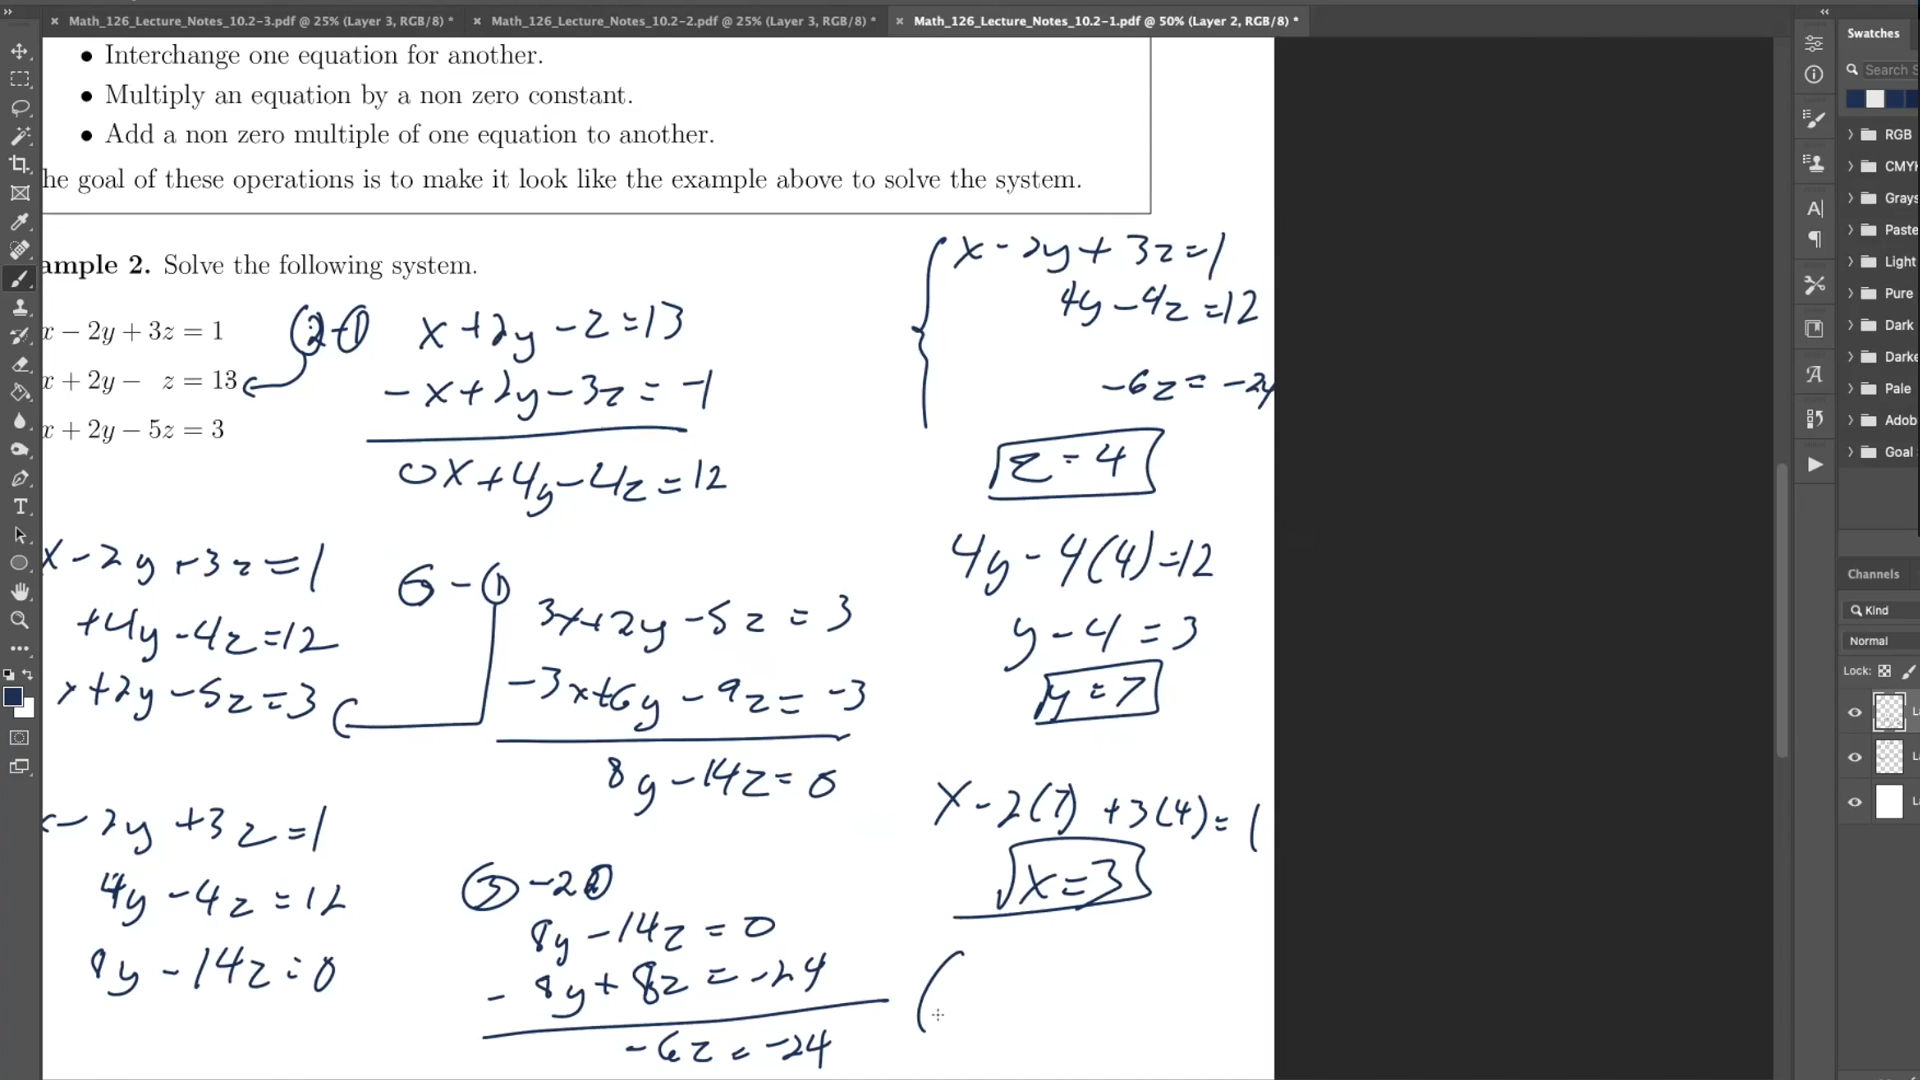 Math_126_Lecture_Notes_10.2-3.pdf @ 25% (Layer 3, RGB/8) *
Math_126_Lecture_Notes_10.2-2.pdf @ 25% (Layer 3, RGB/8) *
Math_126_Lecture_Notes_10.2-1.pdf @ 50% (Layer 2, RGB/8) *
• Interchange one equation for another.
• Multiply an equation by a non zero constant.
• Add a non zero multiple of one equation to another.
he goal of these operations is to make it look like the example above to solve the system.
ample 2. Solve the following system.
x − 2y + 3z = 1
x + 2y − z = 13
x + 2y − 5z = 3
② - ①
x + 2y - z = 13
- x + 2y - 3z = -1
0x + 4y - 4z = 12
x - 2y + 3z = 1
+4y - 4z = 12
x + 2y - 5z = 3
3x + 2y - 5z = 3
-3x + 6y - 9z = -3
8y - 14z = 0
- 2y + 3z = 1
4y - 4z = 12
8y - 14z = 0
8y - 14z = 0
- 8y + 8z = -24
-6z = -24
x - 2y + 3z = 1
4y - 4z = 12
-6z = -24
z = 4
4y - 4(4) = 12
y - 4 = 3
y = 7
x - 2(7) + 3(4) = 1
x = 3
(
Swatches
Search S
RGB
CMYK
Grays
Paste
Light
Pure
Dark
Darke
Pale
Adob
Goal
Channels
Kind
Normal
Lock: